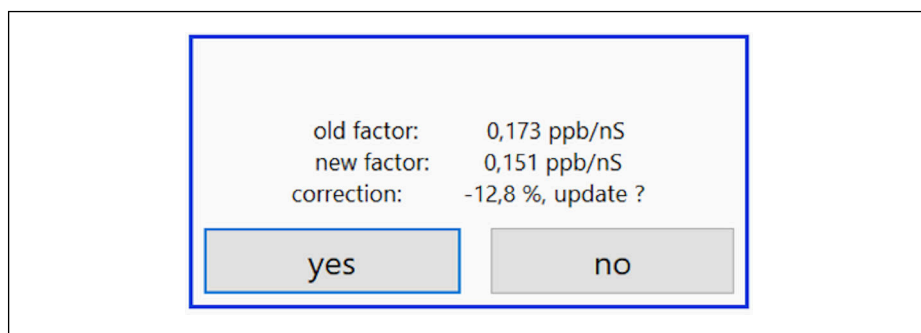 old factor: 0,173 ppb/nS
new factor: 0,151 ppb/nS
correction: -12,8 %, update ?
yes no